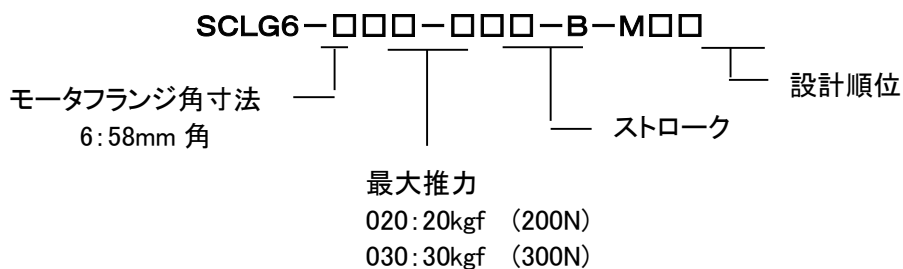 SCLG6－□□□－□□□－B－M□□
モータフランジ角寸法
6：58mm 角
設計順位
ストローク
最大推力
020：20kgf （200N）
030：30kgf （300N）